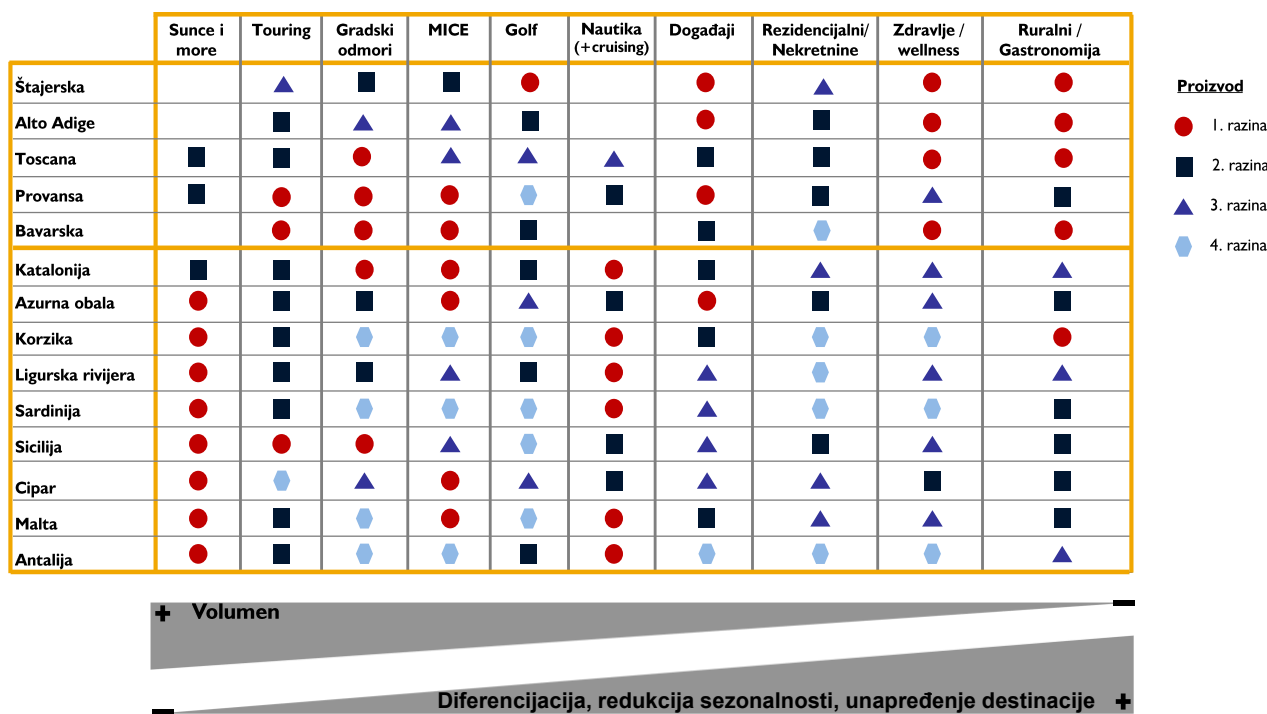 Sunce i more
Touring
Gradski odmori
MICE
Golf
Nautika (+cruising)
Događaji
Rezidencijalni/ Nekretnine
Zdravlje / wellness
Ruralni / Gastronomija
Štajerska
Alto Adige
Toscana
Provansa
Bavarska
Katalonija
Azurna obala
Korzika
Ligurska rivijera
Sardinija
Sicilija
Cipar
Malta
Antalija
Proizvod
1. razina
2. razina
3. razina
4. razina
+ Volumen −
− Diferencijacija, redukcija sezonalnosti, unapređenje destinacije +